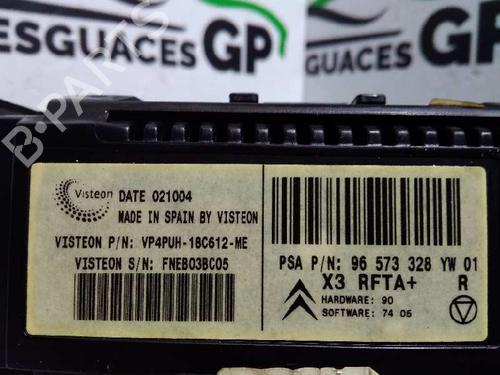 ESGUACES GP
GUACES GP
B-PARTS
Visteon
DATE 021004
MADE IN SPAIN BY VISTEON
VISTEON P/N: VP4PUH-18C612-ME
VISTEON S/N: FNEB03BC05
PSA P/N: 96 573 328 YW 01
X3 RFTA+ R
HARDWARE: 90
SOFTWARE: 74 05